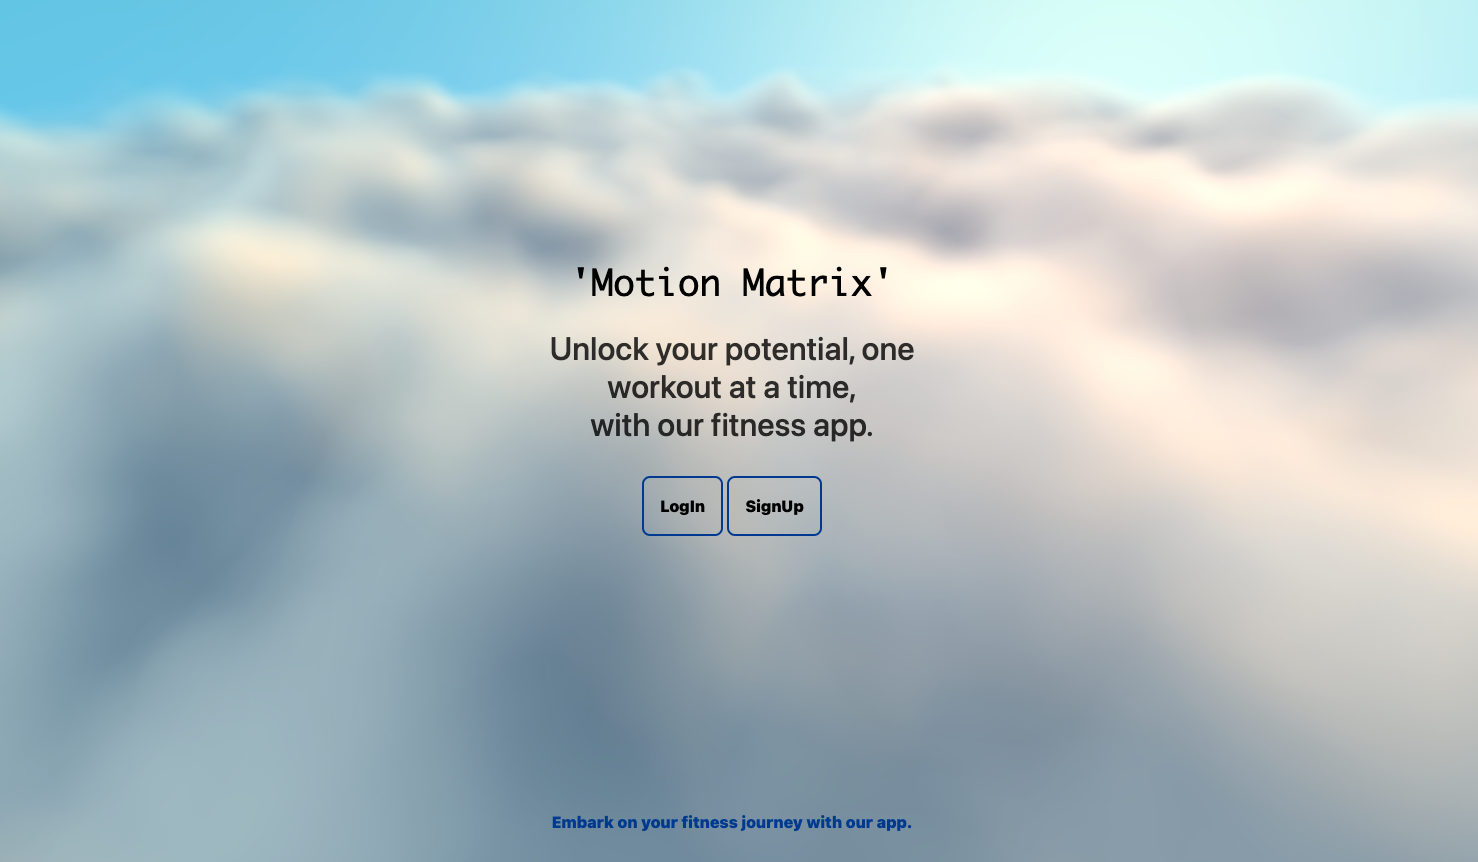 'Motion Matrix'
Unlock your potential, one
workout at a time,
with our fitness app.
LogIn SignUp
Embark on your fitness journey with our app.